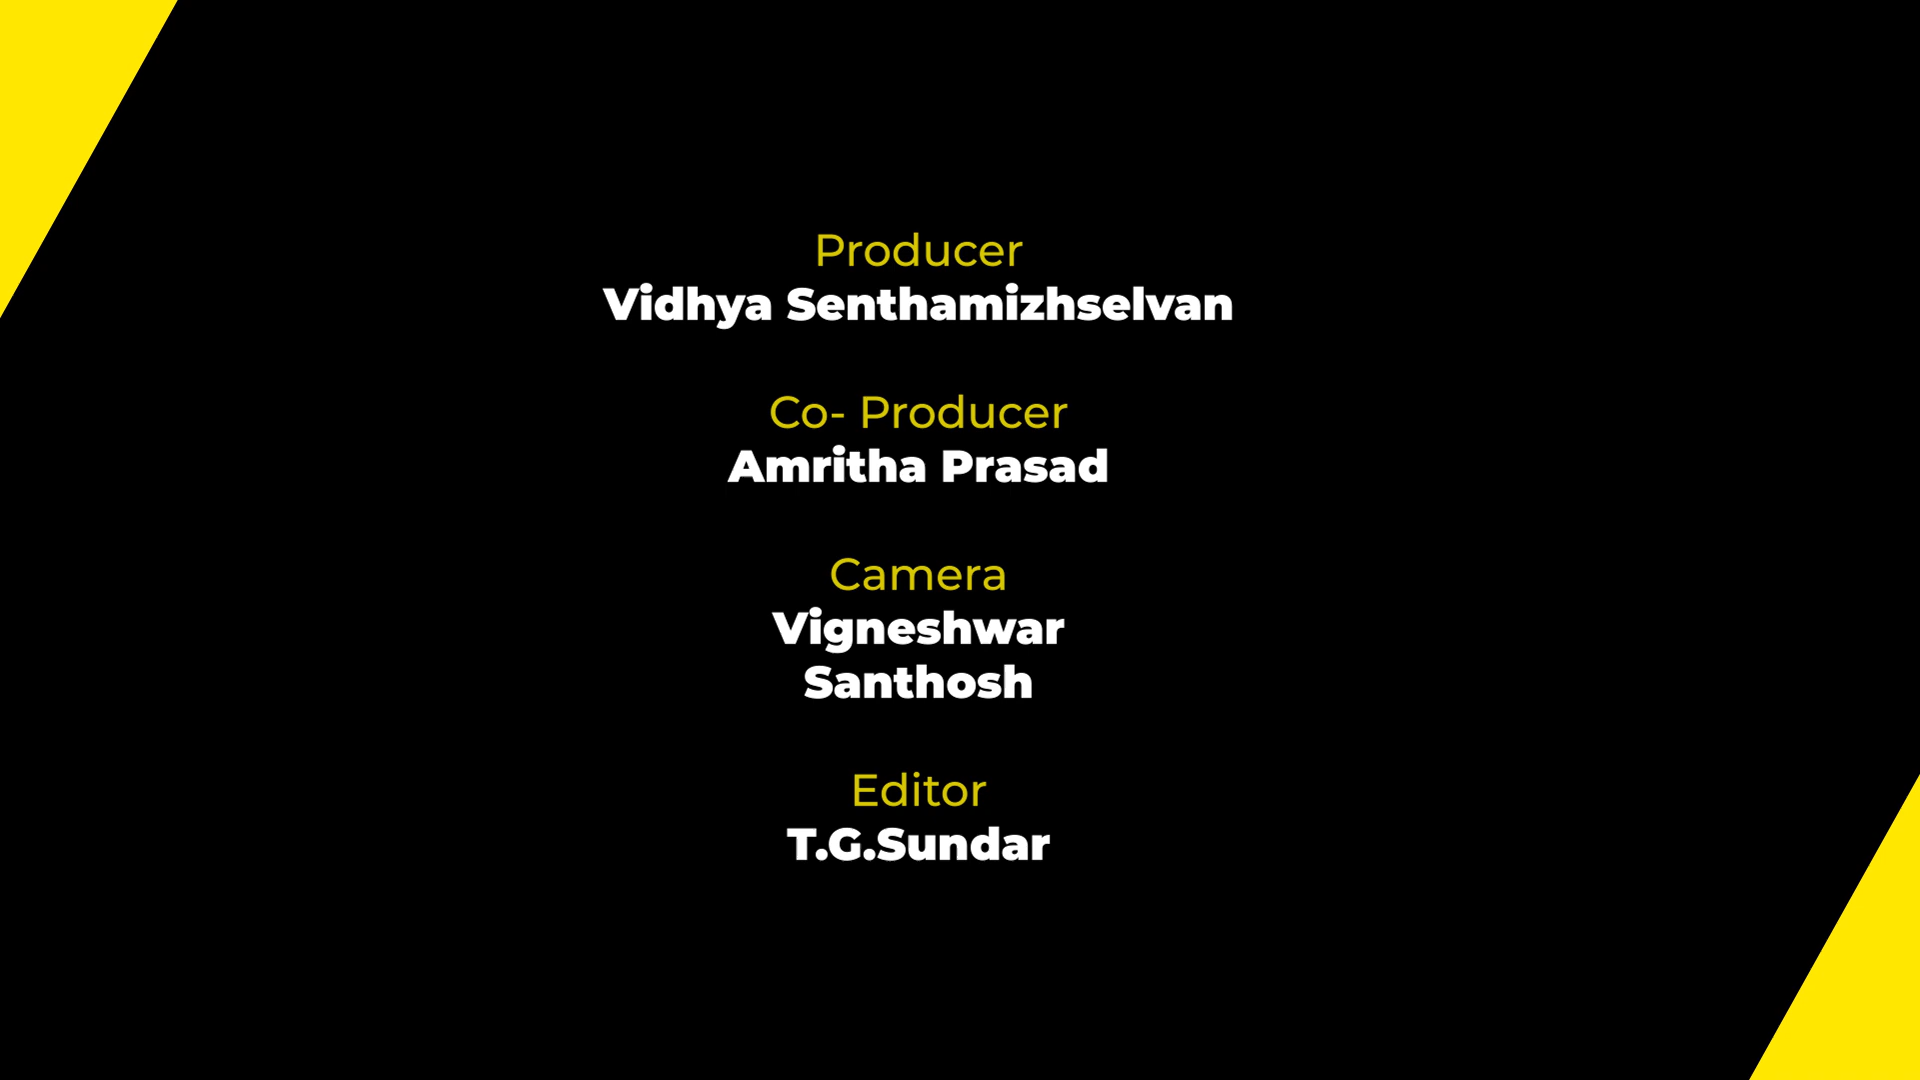 Producer
Vidhya Senthamizhselvan
Co- Producer
Amritha Prasad
Camera
Vigneshwar
Santhosh
Editor
T.G.Sundar